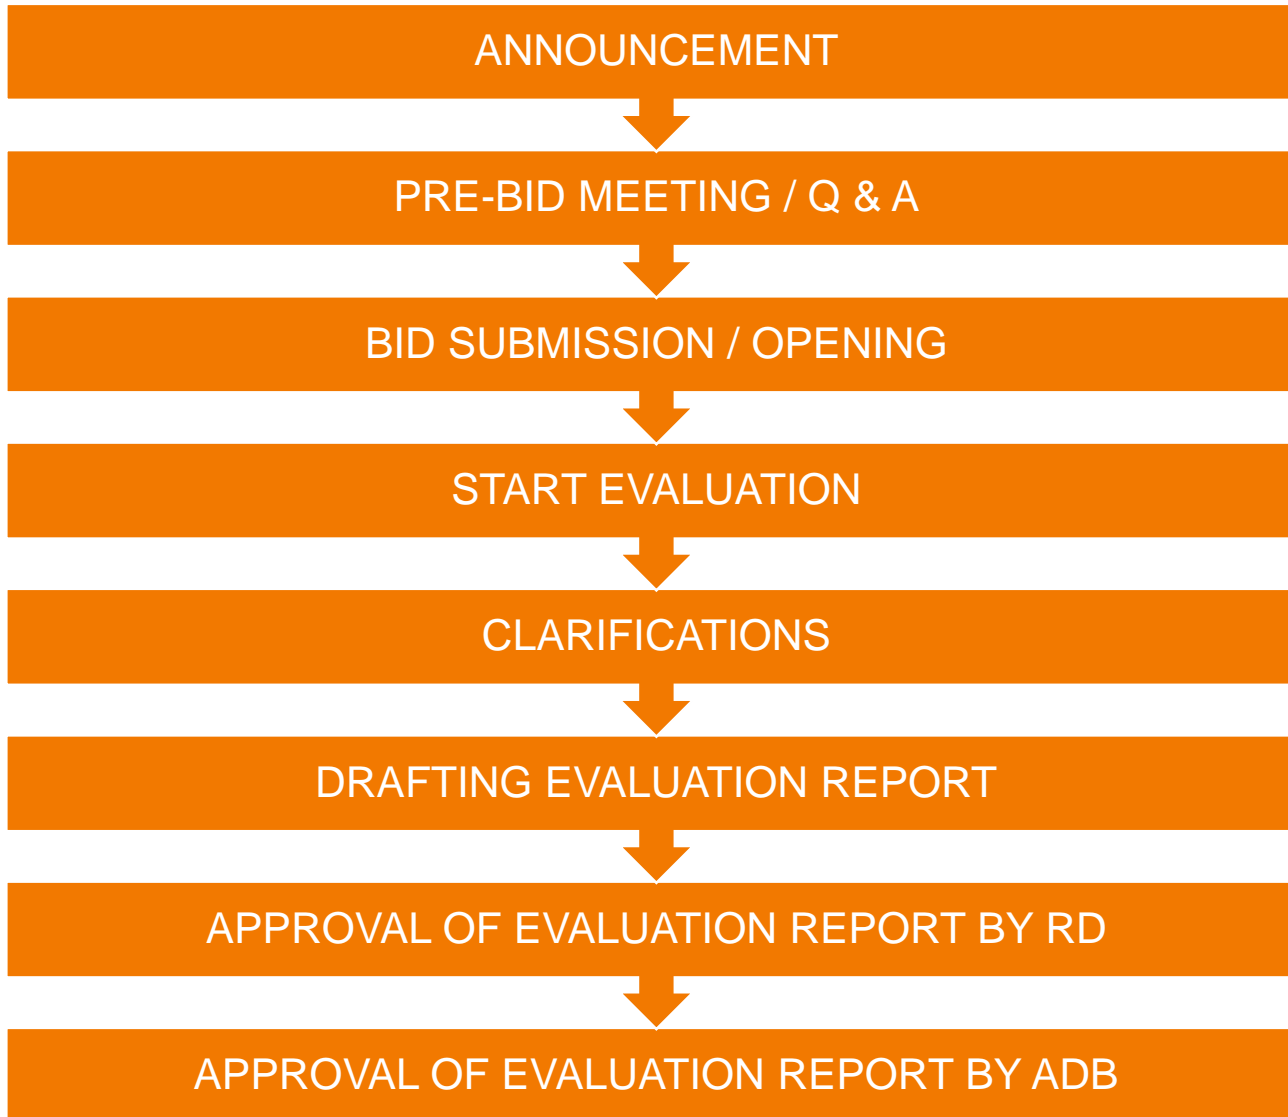 ANNOUNCEMENT
PRE-BID MEETING / Q & A
BID SUBMISSION / OPENING
START EVALUATION
CLARIFICATIONS
DRAFTING EVALUATION REPORT
APPROVAL OF EVALUATION REPORT BY RD
APPROVAL OF EVALUATION REPORT BY ADB